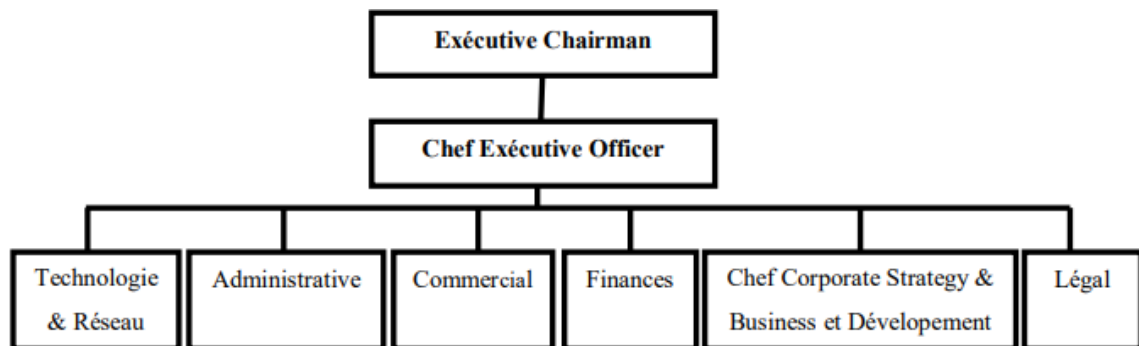 Exécutive Chairman
Chef Exécutive Officer
Technologie
& Réseau
Administrative
Commercial
Finances
Chef Corporate Strategy &
Business et Dévelopement
Légal